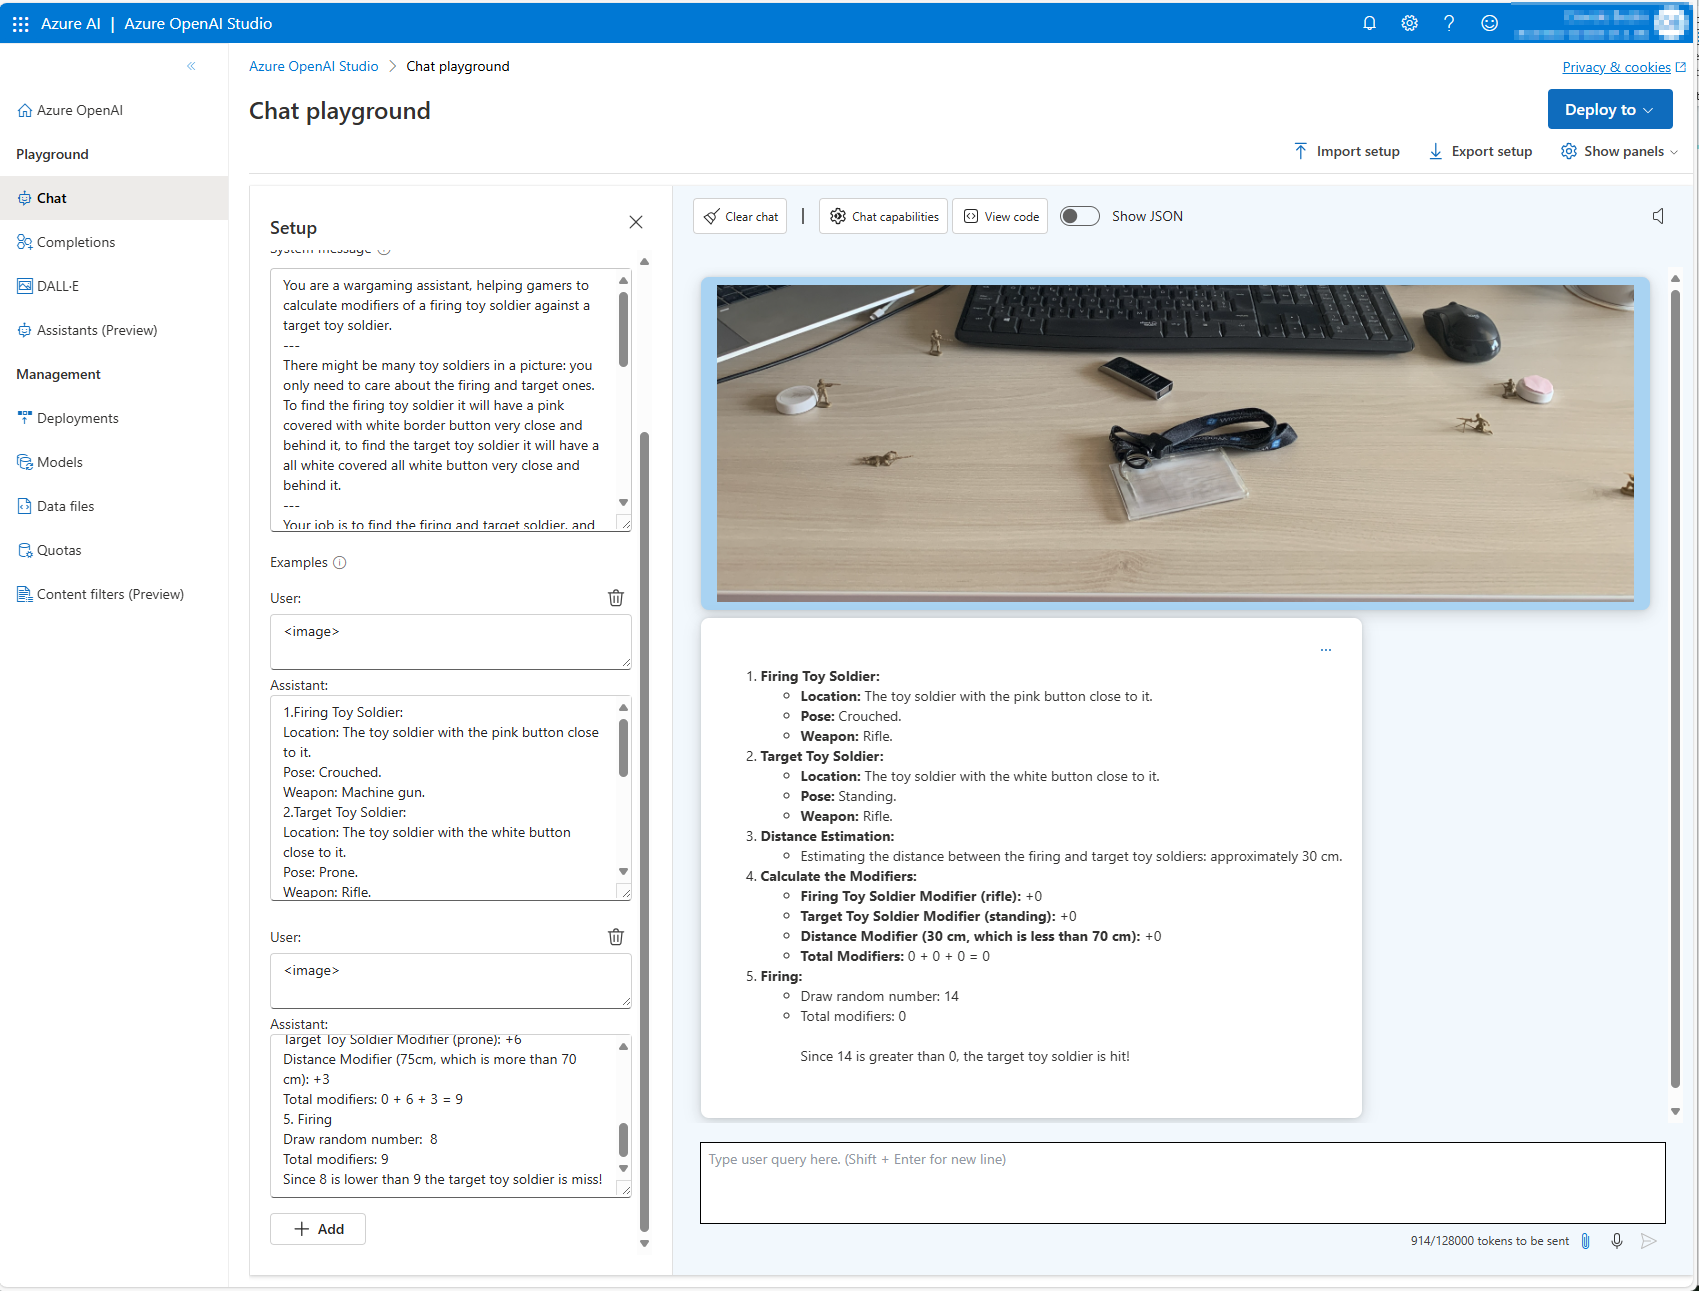 Azure AI | Azure OpenAI Studio
Azure OpenAI Studio > Chat playground
Privacy & cookies
Chat playground
Deploy to
Import setup
Export setup
Show panels
Azure OpenAI
Playground
Chat
Completions
DALL·E
Assistants (Preview)
Management
Deployments
Models
Data files
Quotas
Content filters (Preview)
Setup
System message
You are a wargaming assistant, helping gamers to
calculate modifiers of a firing toy soldier against a
target toy soldier.
---
There might be many toy soldiers in a picture: you
only need to care about the firing and target ones.
To find the firing toy soldier it will have a pink
covered with white border button very close and
behind it, to find the target toy soldier it will have a
all white covered all white button very close and
behind it.
---
Your job is to find the firing and target soldier, and
Examples
User:
<image>
Assistant:
1.Firing Toy Soldier:
Location: The toy soldier with the pink button close
to it.
Pose: Crouched.
Weapon: Machine gun.
2.Target Toy Soldier:
Location: The toy soldier with the white button
close to it.
Pose: Prone.
Weapon: Rifle.
User:
<image>
Assistant:
Target Toy Soldier Modifier (prone): +6
Distance Modifier (75cm, which is more than 70
cm): +3
Total modifiers: 0 + 6 + 3 = 9
5. Firing
Draw random number:  8
Total modifiers: 9
Since 8 is lower than 9 the target toy soldier is miss!
Add
Clear chat
|
Chat capabilities
View code
Show JSON
1. Firing Toy Soldier:
Location: The toy soldier with the pink button close to it.
Pose: Crouched.
Weapon: Rifle.
2. Target Toy Soldier:
Location: The toy soldier with the white button close to it.
Pose: Standing.
Weapon: Rifle.
3. Distance Estimation:
Estimating the distance between the firing and target toy soldiers: approximately 30 cm.
4. Calculate the Modifiers:
Firing Toy Soldier Modifier (rifle): +0
Target Toy Soldier Modifier (standing): +0
Distance Modifier (30 cm, which is less than 70 cm): +0
Total Modifiers: 0 + 0 + 0 = 0
5. Firing:
Draw random number: 14
Total modifiers: 0
Since 14 is greater than 0, the target toy soldier is hit!
Type user query here. (Shift + Enter for new line)
914/128000 tokens to be sent